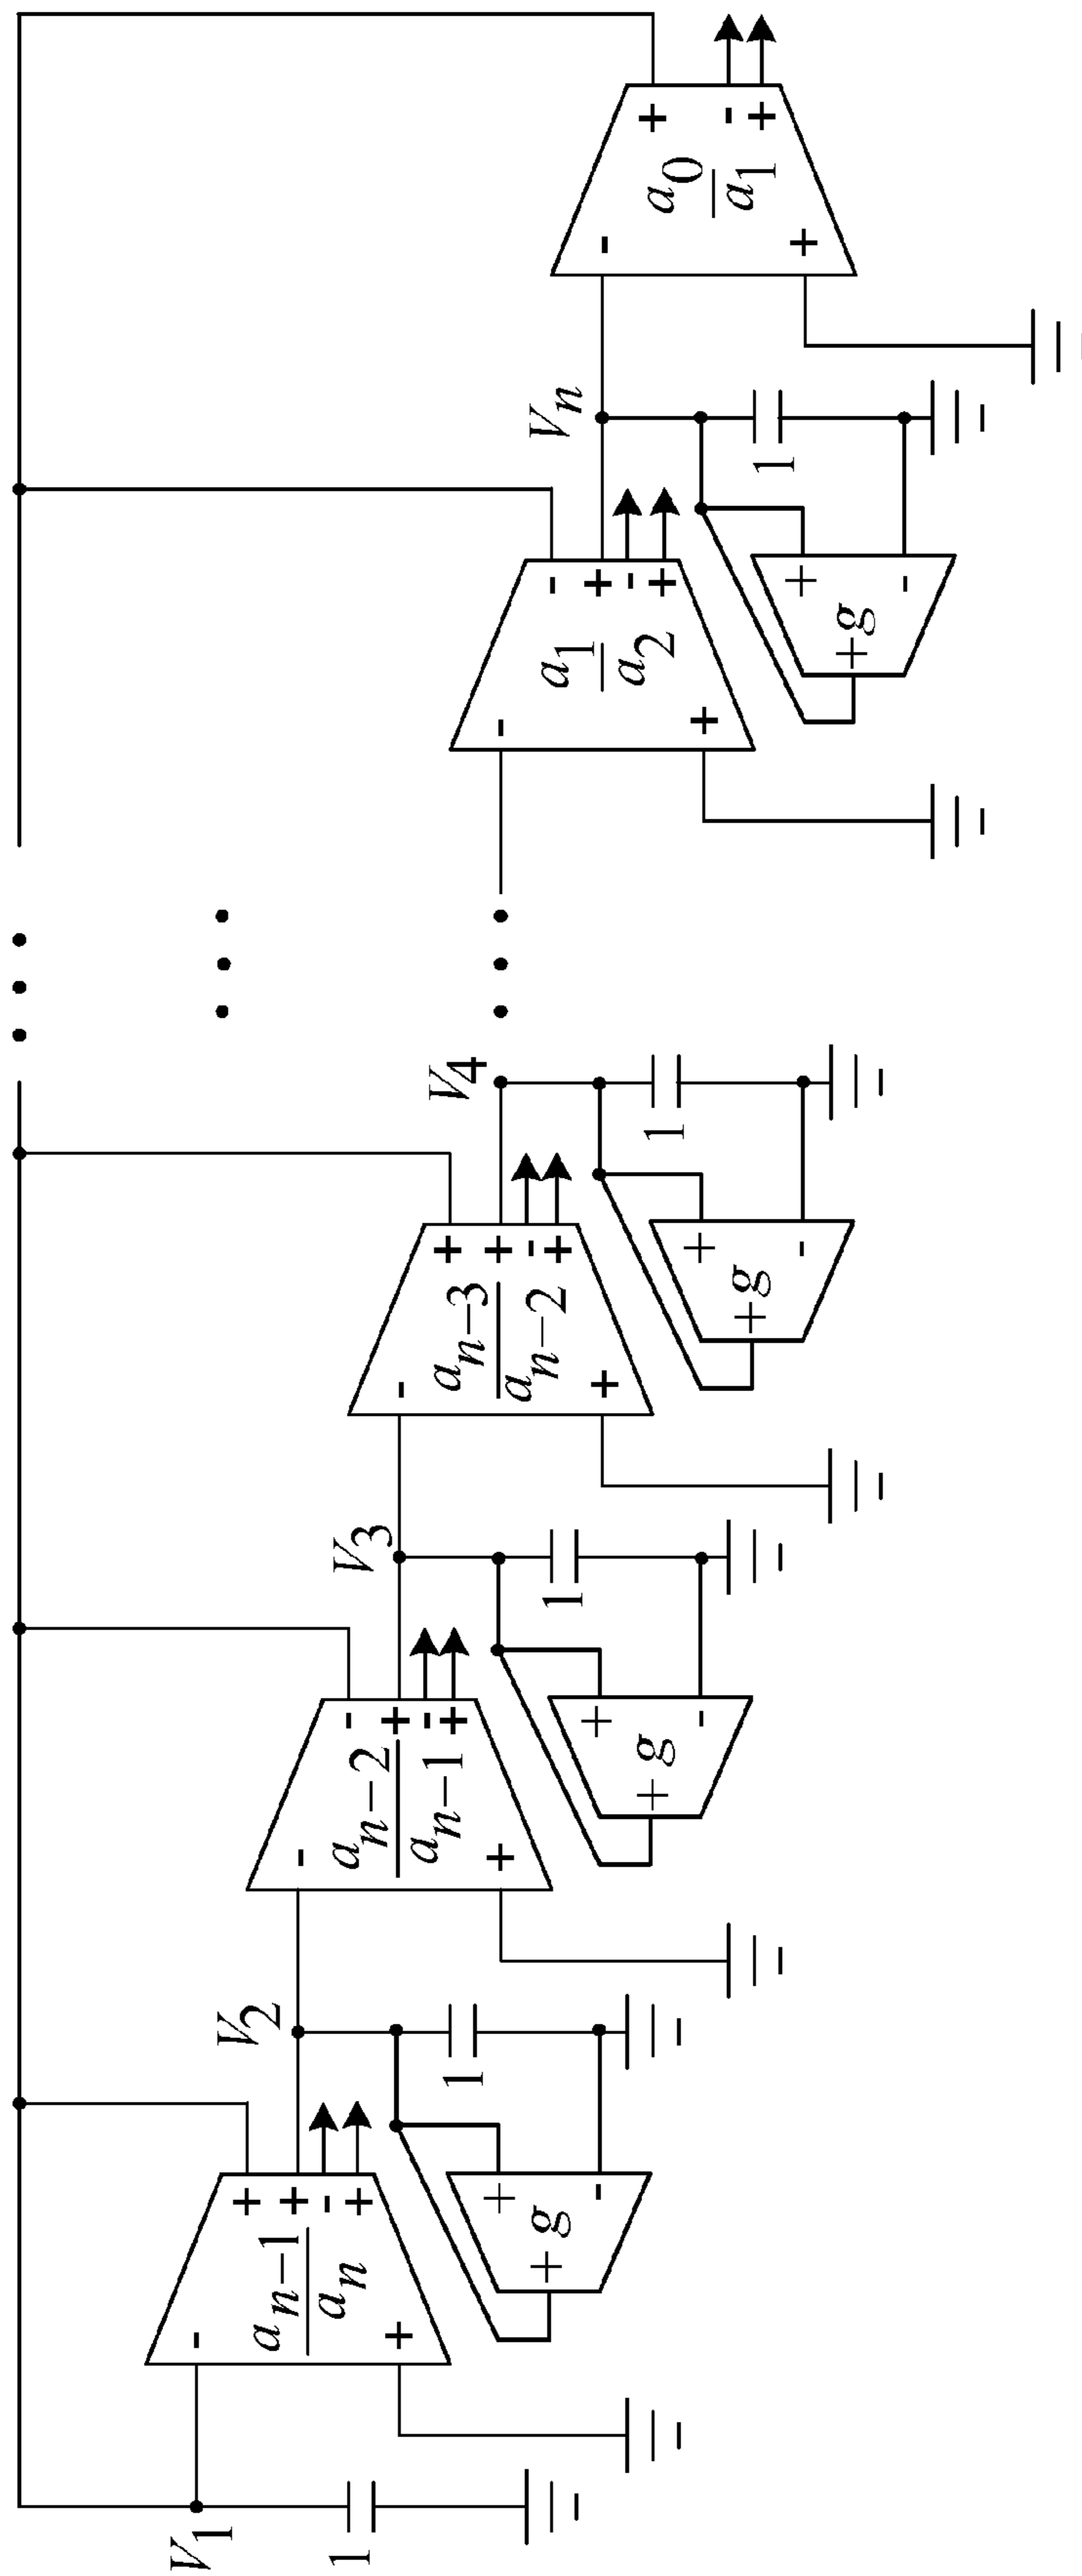 V1
1
- a_{n-1}/a_n + + + - +
V2
1
+ - + g
- a_{n-2}/a_{n-1} + - + - +
V3
1
+ - + g
- a_{n-3}/a_{n-2} + + + - +
V4
1
+ - + g
- a_1/a_2 + - + - +
Vn
1
+ - + g
- a_0/a_1 + + - +